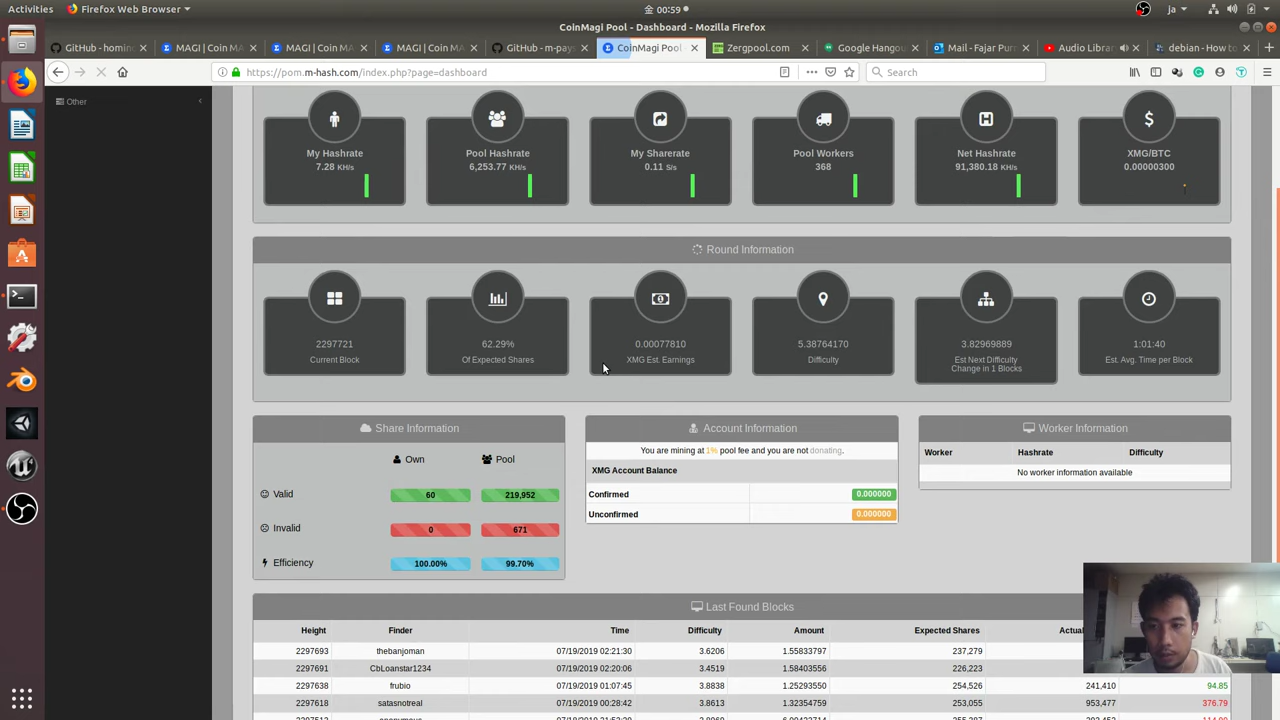 Activities
Firefox Web Browser
金 00:59
ja
CoinMagi Pool - Dashboard - Mozilla Firefox
GitHub - homin
MAGI | Coin MA
MAGI | Coin MA
MAGI | Coin MA
GitHub - m-pays
CoinMagi Pool -
Zergpool.com
Google Hangou
Mail - Fajar Purn
Audio Librar
debian - How to
https://pom.m-hash.com/index.php?page=dashboard
Search
Other
My Hashrate
7.28 KH/s
Pool Hashrate
6,253.77 KH/s
My Sharerate
0.11 S/s
Pool Workers
368
Net Hashrate
91,380.18 KH/s
XMG/BTC
0.00000300
Round Information
2297721
Current Block
62.29%
Of Expected Shares
0.00077810
XMG Est. Earnings
5.38764170
Difficulty
3.82969889
Est Next Difficulty
Change in 1 Blocks
1:01:40
Est. Avg. Time per Block
Share Information
Own Pool
Valid 60 219,952
Invalid 0 671
Efficiency 100.00% 99.70%
Account Information
You are mining at 1% pool fee and you are not donating.
XMG Account Balance
Confirmed 0.000000
Unconfirmed 0.000000
Worker Information
Worker Hashrate Difficulty
No worker information available
Last Found Blocks
Height Finder Time Difficulty Amount Expected Shares Actual
2297693 thebanjoman 07/19/2019 02:21:30 3.6206 1.55833797 237,279
2297691 CbLoanstar1234 07/19/2019 02:20:06 3.4519 1.58403556 226,223
2297638 frubio 07/19/2019 01:07:45 3.8838 1.25293550 254,526 241,410 94.85
2297618 satasnotreal 07/19/2019 00:28:42 3.8613 1.32354759 253,055 953,477 376.79